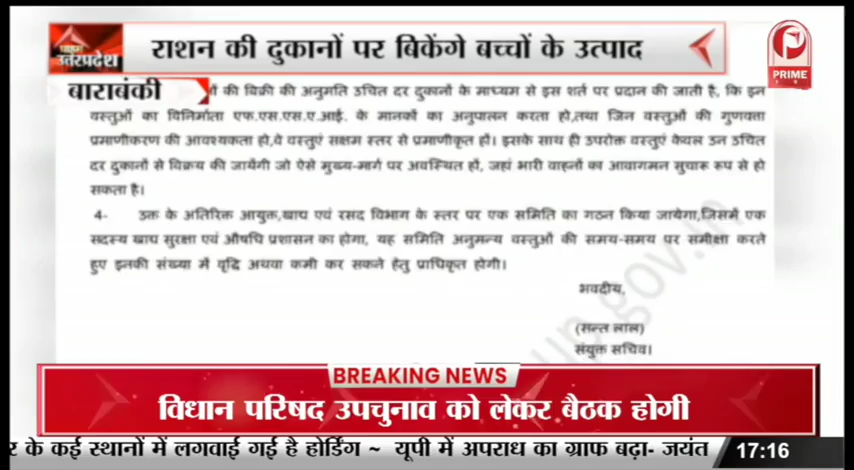 प्राइम
उत्तरप्रदेश
राशन की दुकानों पर बिकेंगे बच्चों के उत्पाद
PRIME
बाराबंकी
की बिक्री की अनुमति उचित दर दुकानों के माध्यम से इस शर्त पर प्रदान की जाती है, कि इन
वस्तुओं का विनिर्माता एफ.एस.एस.ए.आई. के मानकों का अनुपालन करता हो,तथा जिन वस्तुओं की गुणवत्ता
प्रमाणीकरण की आवश्यकता हो,वे वस्तुएं सक्षम स्तर से प्रमाणीकृत हों। इसके साथ ही उपरोक्त वस्तुएं केवल उन उचित
दर दुकानों से विक्रय की जायेंगी जो ऐसे मुख्य-मार्ग पर अवस्थित हों, जहां भारी वाहनों का आवागमन सुचारू रूप से हो
सकता है।
4- उक्त के अतिरिक्त आयुक्त,खाद्य एवं रसद विभाग के स्तर पर एक समिति का गठन किया जायेगा,जिसमें एक
सदस्य खाद्य सुरक्षा एवं औषधि प्रशासन का होगा, यह समिति अनुमन्य वस्तुओं की समय-समय पर समीक्षा करते
हुए इनकी संख्या में वृद्धि अथवा कमी कर सकने हेतु प्राधिकृत होगी।
भवदीय,
(सन्त लाल)
संयुक्त सचिव।
up.gov.in
BREAKING NEWS
विधान परिषद उपचुनाव को लेकर बैठक होगी
र के कई स्थानों में लगवाई गई है होर्डिंग ~ यूपी में अपराध का ग्राफ बढ़ा- जयंत
17:16